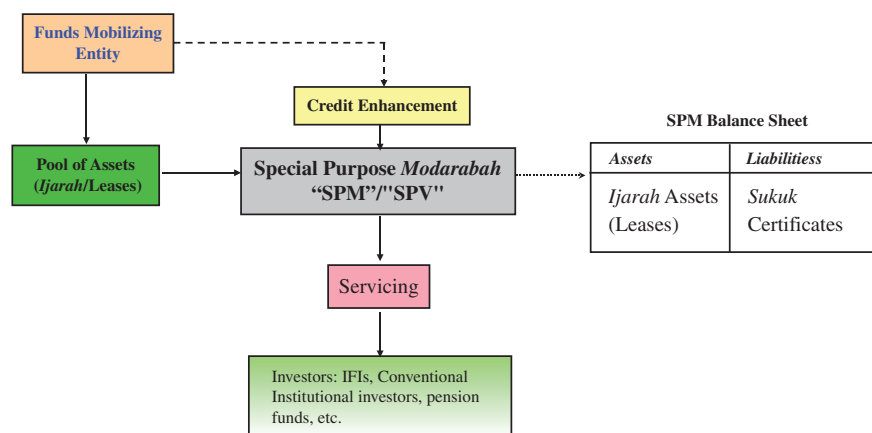 Funds Mobilizing
Entity
Credit Enhancement
SPM Balance Sheet
Pool of Assets
(Ijarah/Leases)
Special Purpose Modarabah
“SPM”/"SPV"
Assets
Liabilitiess
Ijarah Assets
(Leases)
Sukuk
Certificates
Servicing
Investors: IFIs, Conventional
Institutional investors, pension
funds, etc.